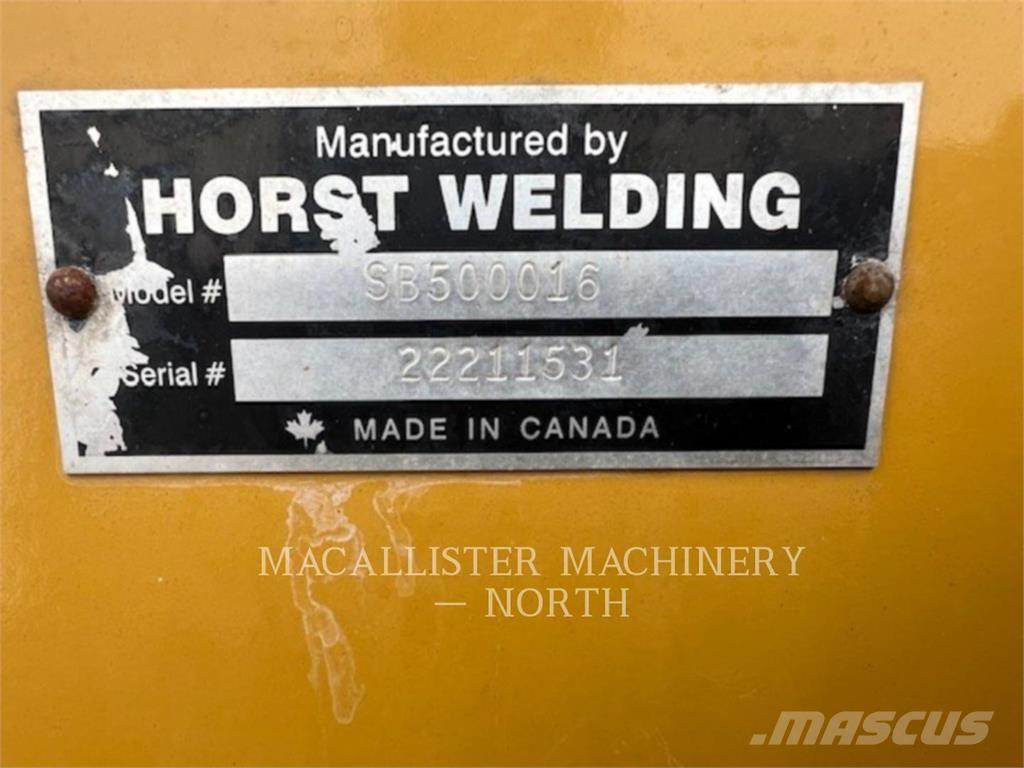 Manufactured by
HORST WELDING
Model # SB500016
Serial # 22211531
MADE IN CANADA
MACALLISTER MACHINERY
— NORTH
MASCUS